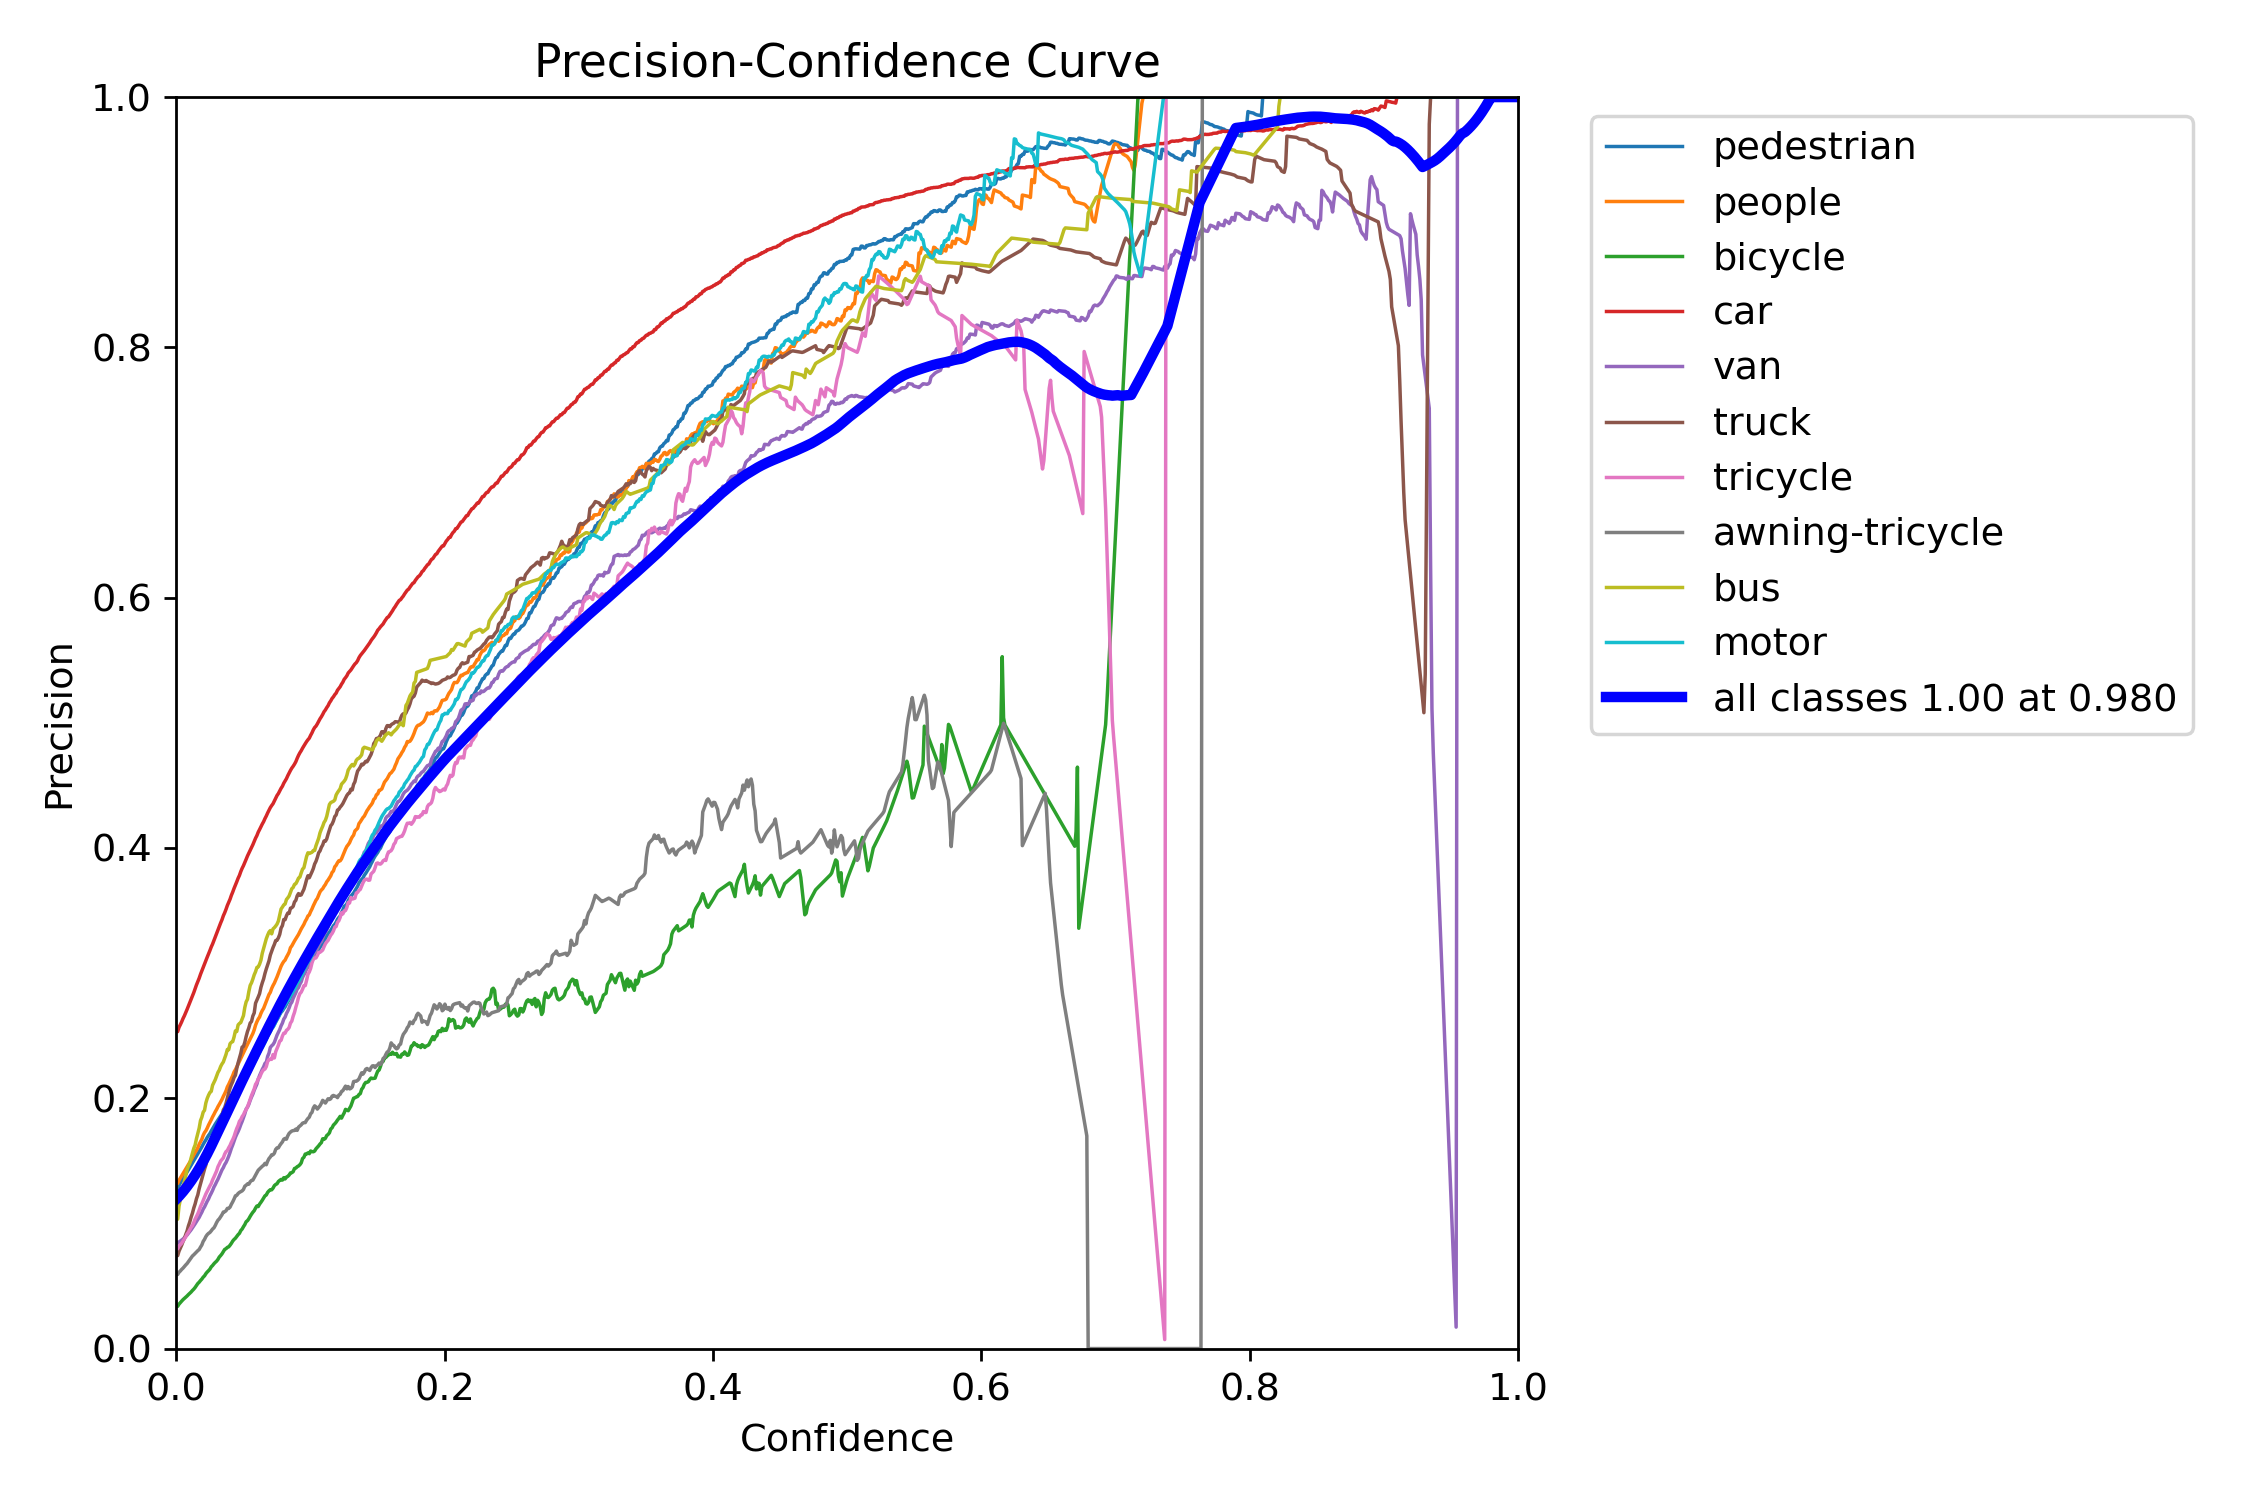 Precision-Confidence Curve
1.0
0.8
0.6
0.4
0.2
0.0
Precision
0.0 0.2 0.4 0.6 0.8 1.0
Confidence
pedestrian
people
bicycle
car
van
truck
tricycle
awning-tricycle
bus
motor
all classes 1.00 at 0.980